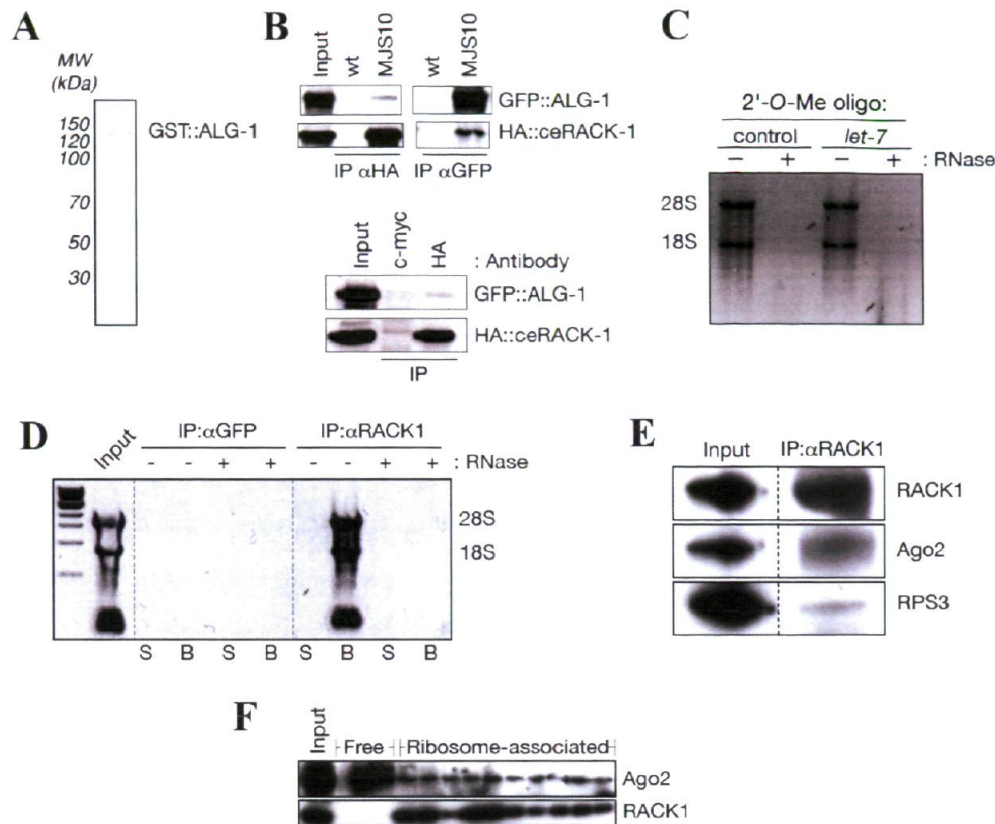 A
MW
(kDa)
150
120
100
70
50
30
GST::ALG-1
B
Input
wt
MJS10
wt
MJS10
GFP::ALG-1
HA::ceRACK-1
IP αHA
IP αGFP
Input
c-myc
HA
: Antibody
GFP::ALG-1
HA::ceRACK-1
IP
C
2'-O-Me oligo:
control
let-7
– + – + : RNase
28S
18S
D
Input
IP:αGFP
IP:αRACK1
- - + + - - + + : RNase
28S
18S
S B S B S B S B
E
Input
IP:αRACK1
RACK1
Ago2
RPS3
F
Input
Free
Ribosome-associated
Ago2
RACK1